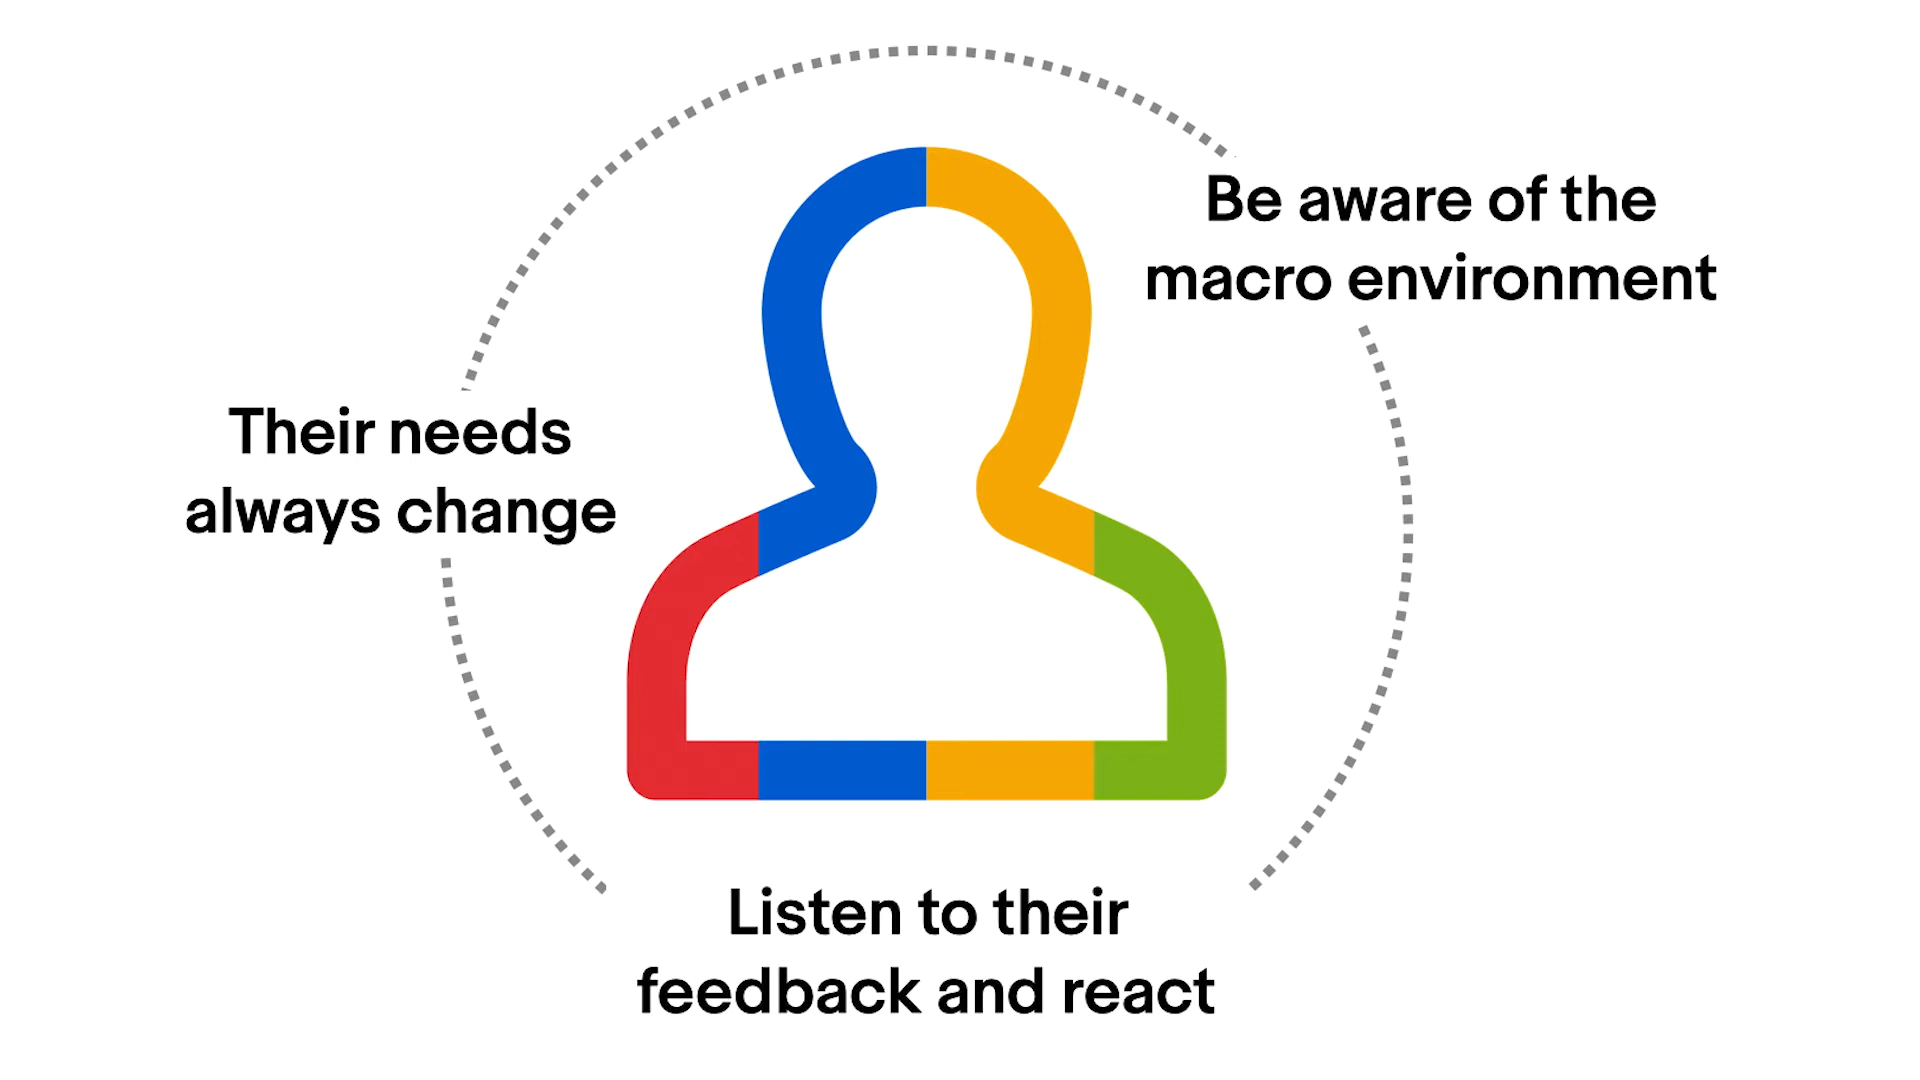 Be aware of the
macro environment
Their needs
always change
Listen to their
feedback and react